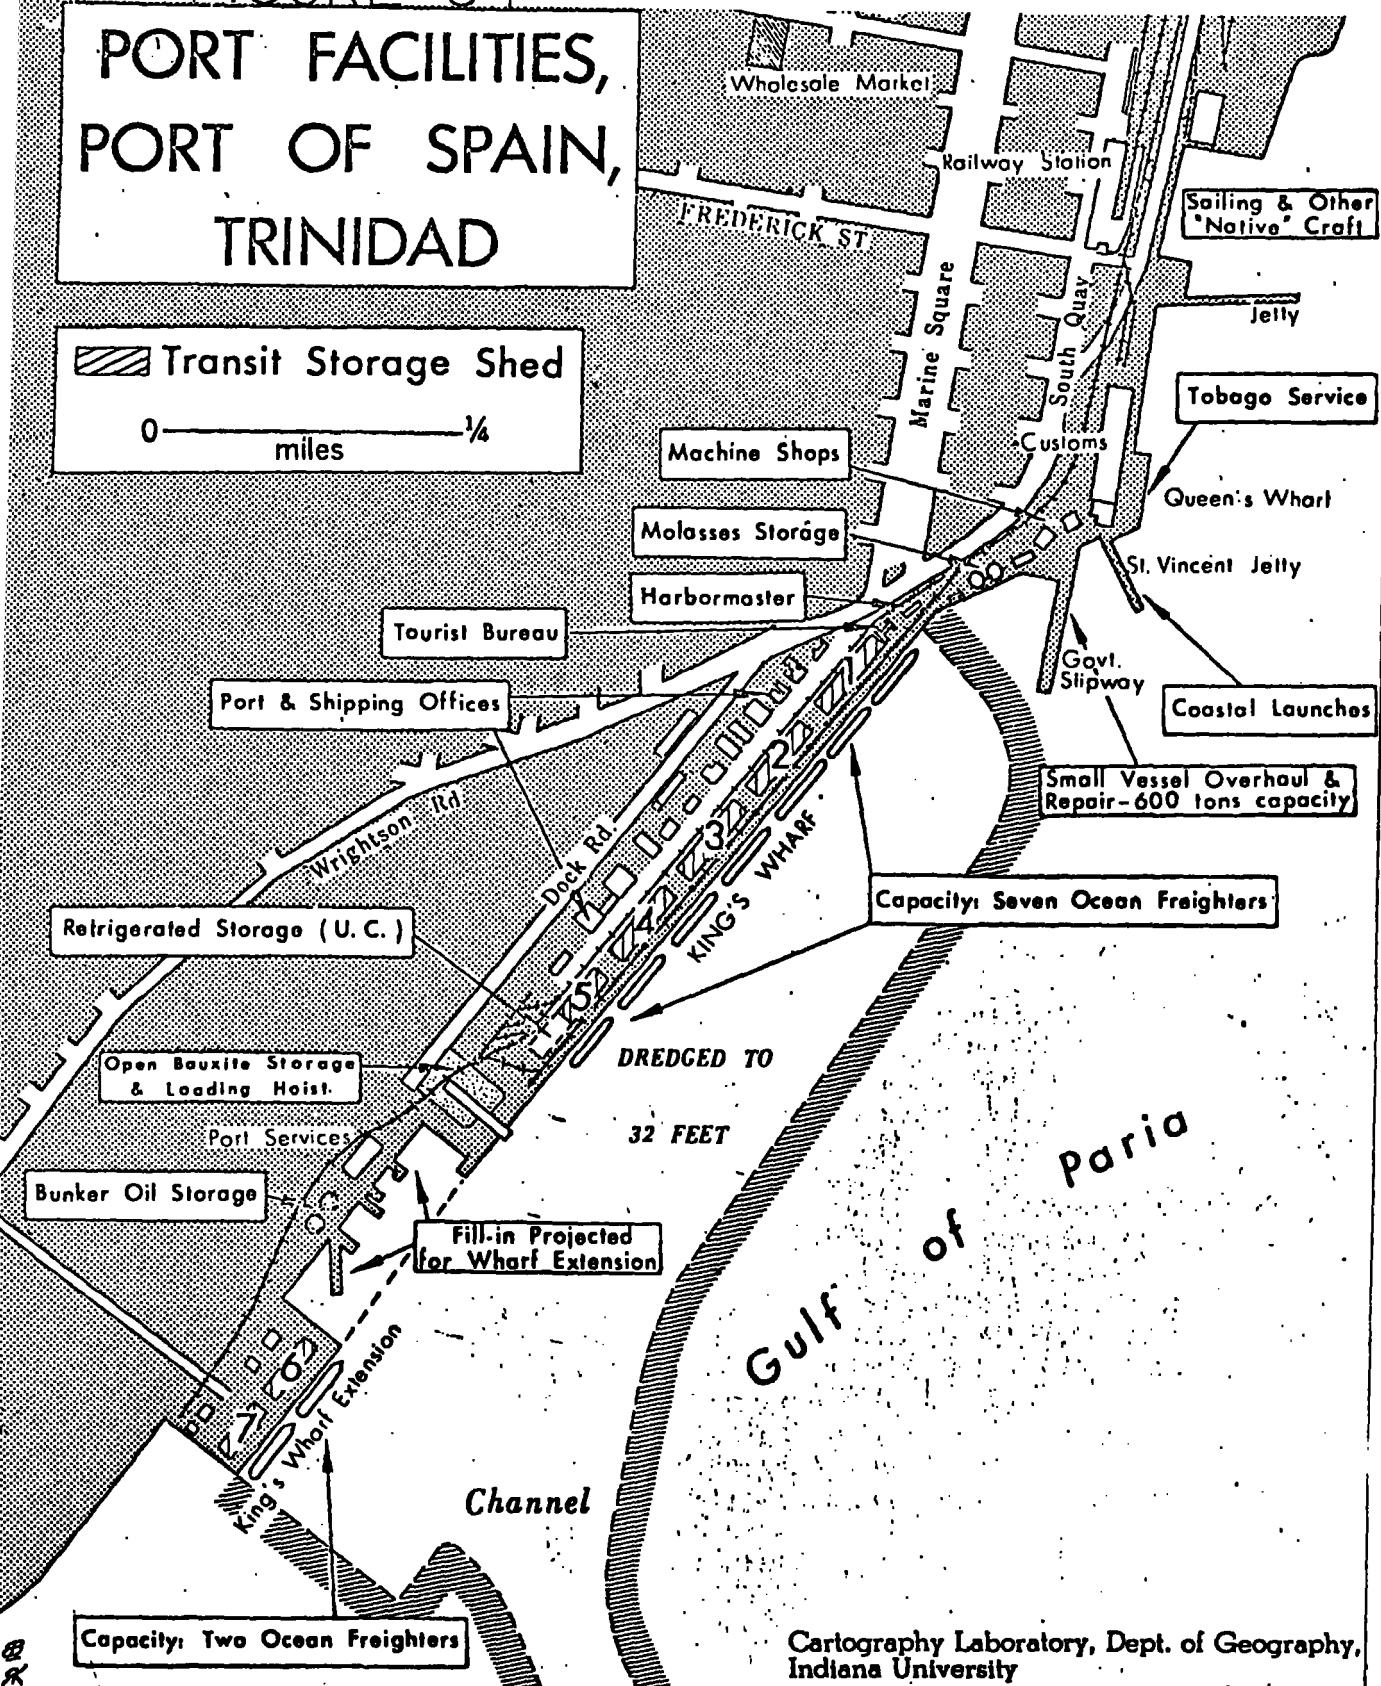 PORT FACILITIES,
PORT OF SPAIN,
TRINIDAD
Transit Storage Shed
0 ¼
miles
Wholesale Market
Railway Station
Sailing & Other
"Native" Craft
FREDERICK ST
Jetty
Marine Square
South Quay
Tobago Service
Customs
Machine Shops
Queen's Wharf
Molasses Storage
St. Vincent Jetty
Harbormaster
Tourist Bureau
Govt.
Slipway
Port & Shipping Offices
Coastal Launches
1
2
Small Vessel Overhaul &
Repair-600 tons capacity
Wrightson Rd.
3
KING'S WHARF
Dock Rd.
Capacity: Seven Ocean Freighters
4
Refrigerated Storage (U. C.)
5
DREDGED TO
32 FEET
Open Bauxite Storage
& Loading Hoist
Port Services
Gulf of Paria
Bunker Oil Storage
Fill-in Projected
for Wharf Extension
6
7
King's Wharf Extension
Channel
Capacity: Two Ocean Freighters
Cartography Laboratory, Dept. of Geography,
Indiana University